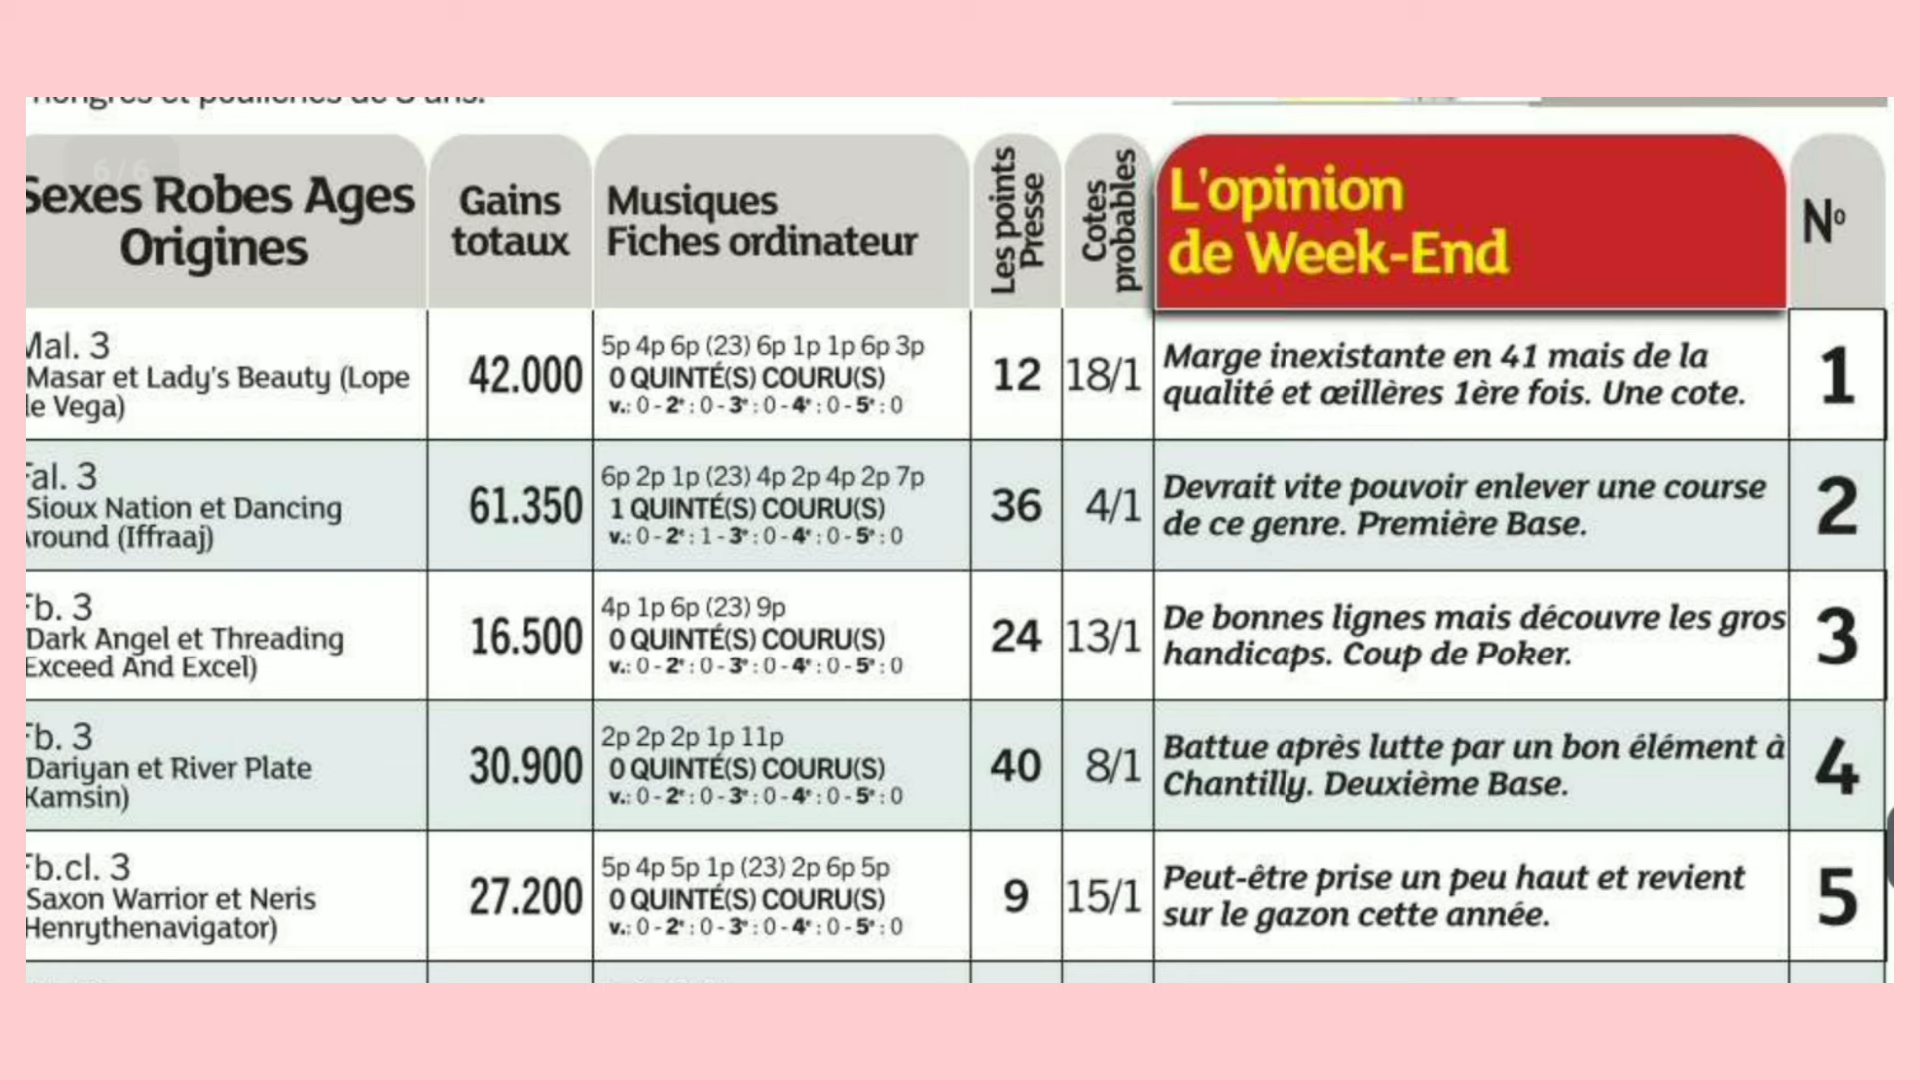 hongres et pouliches de 3 ans.
6/6
Sexes Robes Ages
Origines
Gains
totaux
Musiques
Fiches ordinateur
Les points
Presse
Cotes
probables
L'opinion
de Week-End
N°
Mal. 3
Masar et Lady's Beauty (Lope
de Vega)
42.000
5p 4p 6p (23) 6p 1p 1p 6p 3p
0 QUINTÉ(S) COURU(S)
v.: 0 - 2e : 0 - 3e : 0 - 4e : 0 - 5e : 0
12
18/1
Marge inexistante en 41 mais de la
qualité et œillères 1ère fois. Une cote.
1
Fal. 3
Sioux Nation et Dancing
Around (Iffraaj)
61.350
6p 2p 1p (23) 4p 2p 4p 2p 7p
1 QUINTÉ(S) COURU(S)
v.: 0 - 2e : 1 - 3e : 0 - 4e : 0 - 5e : 0
36
4/1
Devrait vite pouvoir enlever une course
de ce genre. Première Base.
2
Fb. 3
Dark Angel et Threading
Exceed And Excel)
16.500
4p 1p 6p (23) 9p
0 QUINTÉ(S) COURU(S)
v.: 0 - 2e : 0 - 3e : 0 - 4e : 0 - 5e : 0
24
13/1
De bonnes lignes mais découvre les gros
handicaps. Coup de Poker.
3
Fb. 3
Dariyan et River Plate
Kamsin)
30.900
2p 2p 2p 1p 11p
0 QUINTÉ(S) COURU(S)
v.: 0 - 2e : 0 - 3e : 0 - 4e : 0 - 5e : 0
40
8/1
Battue après lutte par un bon élément à
Chantilly. Deuxième Base.
4
Fb.cl. 3
Saxon Warrior et Neris
Henrythenavigator)
27.200
5p 4p 5p 1p (23) 2p 6p 5p
0 QUINTÉ(S) COURU(S)
v.: 0 - 2e : 0 - 3e : 0 - 4e : 0 - 5e : 0
9
15/1
Peut-être prise un peu haut et revient
sur le gazon cette année.
5